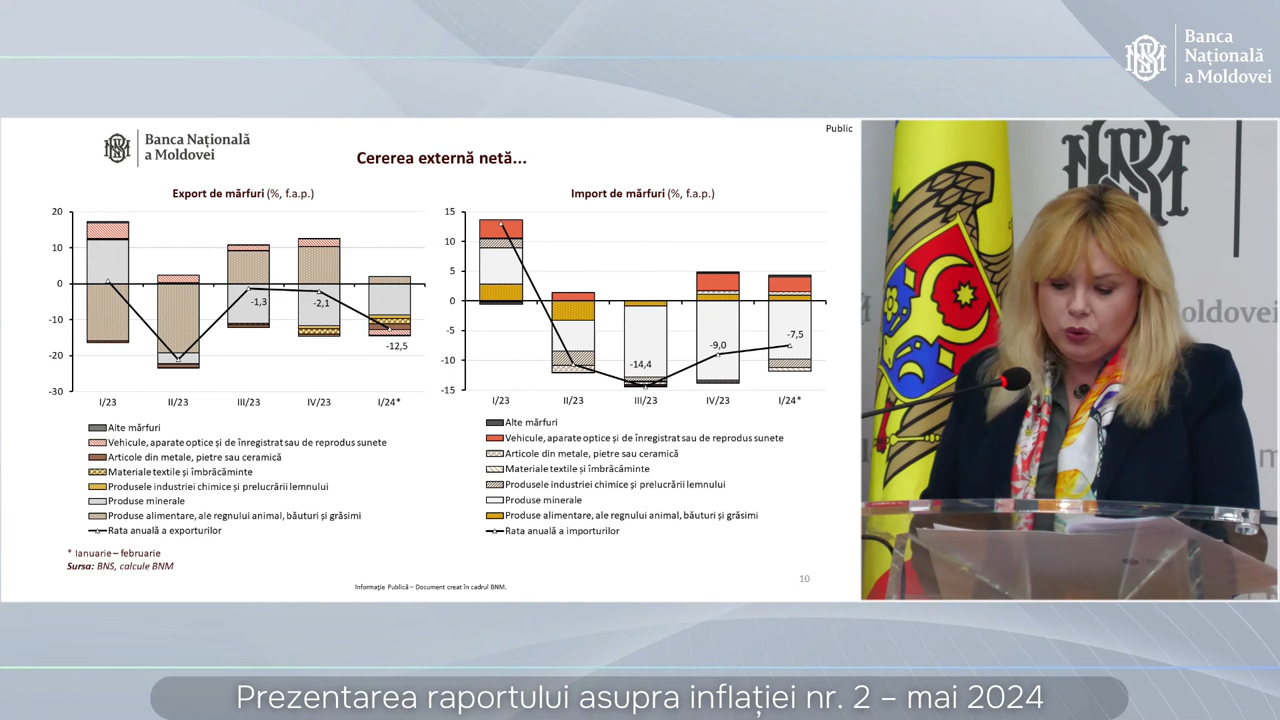 Banca
Națională
a Moldovei
Public
Banca Națională
a Moldovei
Cererea externă netă...
Export de mărfuri (%, f.a.p.)
20
10
0
-10
-20
-30
-1,3
-2,1
-12,5
I/23
II/23
III/23
IV/23
I/24*
Alte mărfuri
Vehicule, aparate optice și de înregistrat sau de reprodus sunete
Articole din metale, pietre sau ceramică
Materiale textile și îmbrăcăminte
Produsele industriei chimice și prelucrării lemnului
Produse minerale
Produse alimentare, ale regnului animal, băuturi și grăsimi
Rata anuală a exporturilor
Import de mărfuri (%, f.a.p.)
15
10
5
0
-5
-10
-15
-14,4
-9,0
-7,5
I/23
II/23
III/23
IV/23
I/24*
Alte mărfuri
Vehicule, aparate optice și de înregistrat sau de reprodus sunete
Articole din metale, pietre sau ceramică
Materiale textile și îmbrăcăminte
Produsele industriei chimice și prelucrării lemnului
Produse minerale
Produse alimentare, ale regnului animal, băuturi și grăsimi
Rata anuală a importurilor
* Ianuarie – februarie
Sursa: BNS, calcule BNM
10
Informație Publică – Document creat în cadrul BNM.
Prezentarea raportului asupra inflației nr. 2 – mai 2024